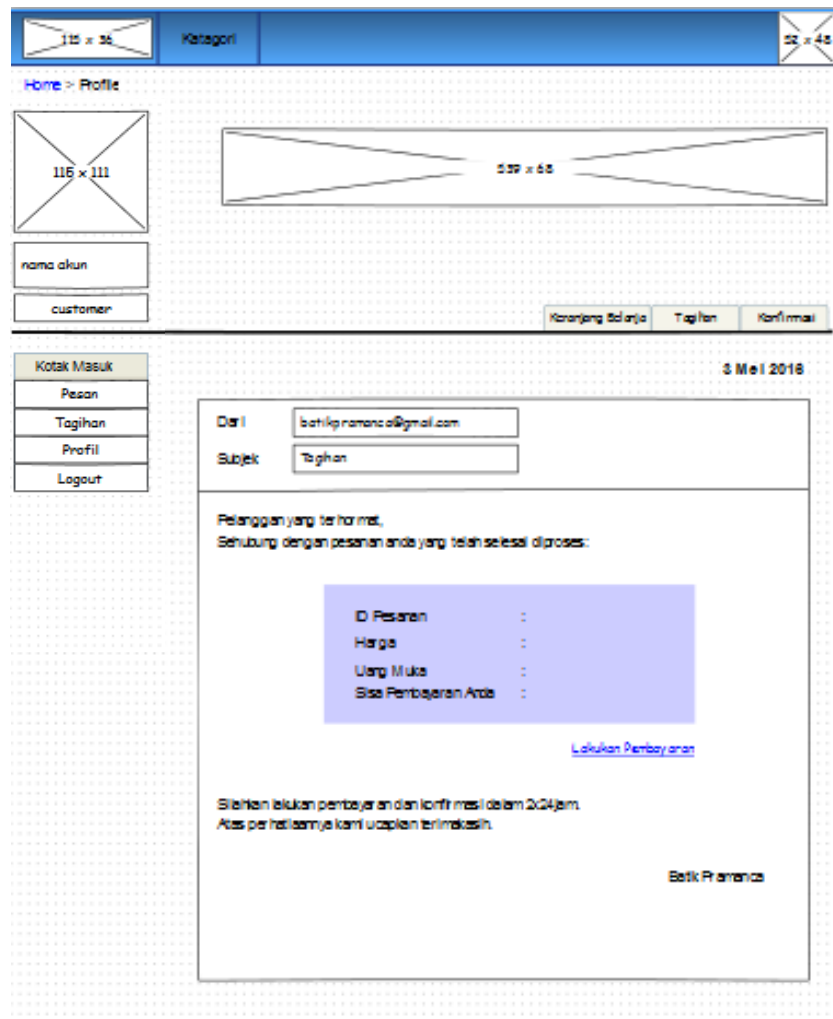 115 x 36
Katagori
52 x 48
Home > Profile
115 x 111
539 x 68
nama akun
customer
Keranjang Belanja
Tagihan
Konfirmasi
Kotak Masuk
3 Mei 2016
Pesan
Tagihan
Profil
Logout
Dari
batikpramanca@gmail.com
Subjek
Tagihan
Pelanggan yang terhormat,
Sehubung dengan pesanan anda yang telah selesai diproses:
ID Pesanan :
Harga :
Uang Muka :
Sisa Pembayaran Anda :
Lakukan Pembayaran
Silahkan lakukan pembayaran dan konfirmasi dalam 2x24jam.
Atas perhatiaannya kami ucapkan terimakasih.
Batik Pramanca